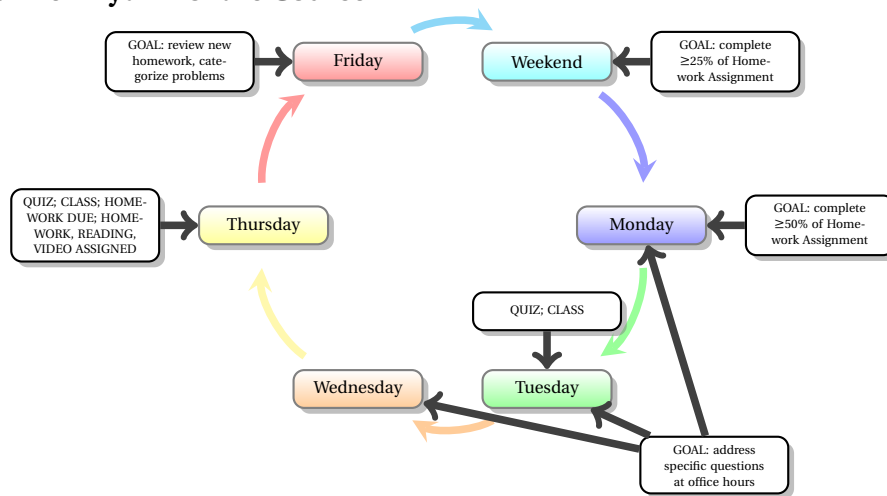 GOAL: review new
homework, cate-
gorize problems
Friday
Weekend
GOAL: complete
≥25% of Home-
work Assignment
QUIZ; CLASS; HOME-
WORK DUE; HOME-
WORK, READING,
VIDEO ASSIGNED
Thursday
Monday
GOAL: complete
≥50% of Home-
work Assignment
QUIZ; CLASS
Wednesday
Tuesday
GOAL: address
specific questions
at office hours